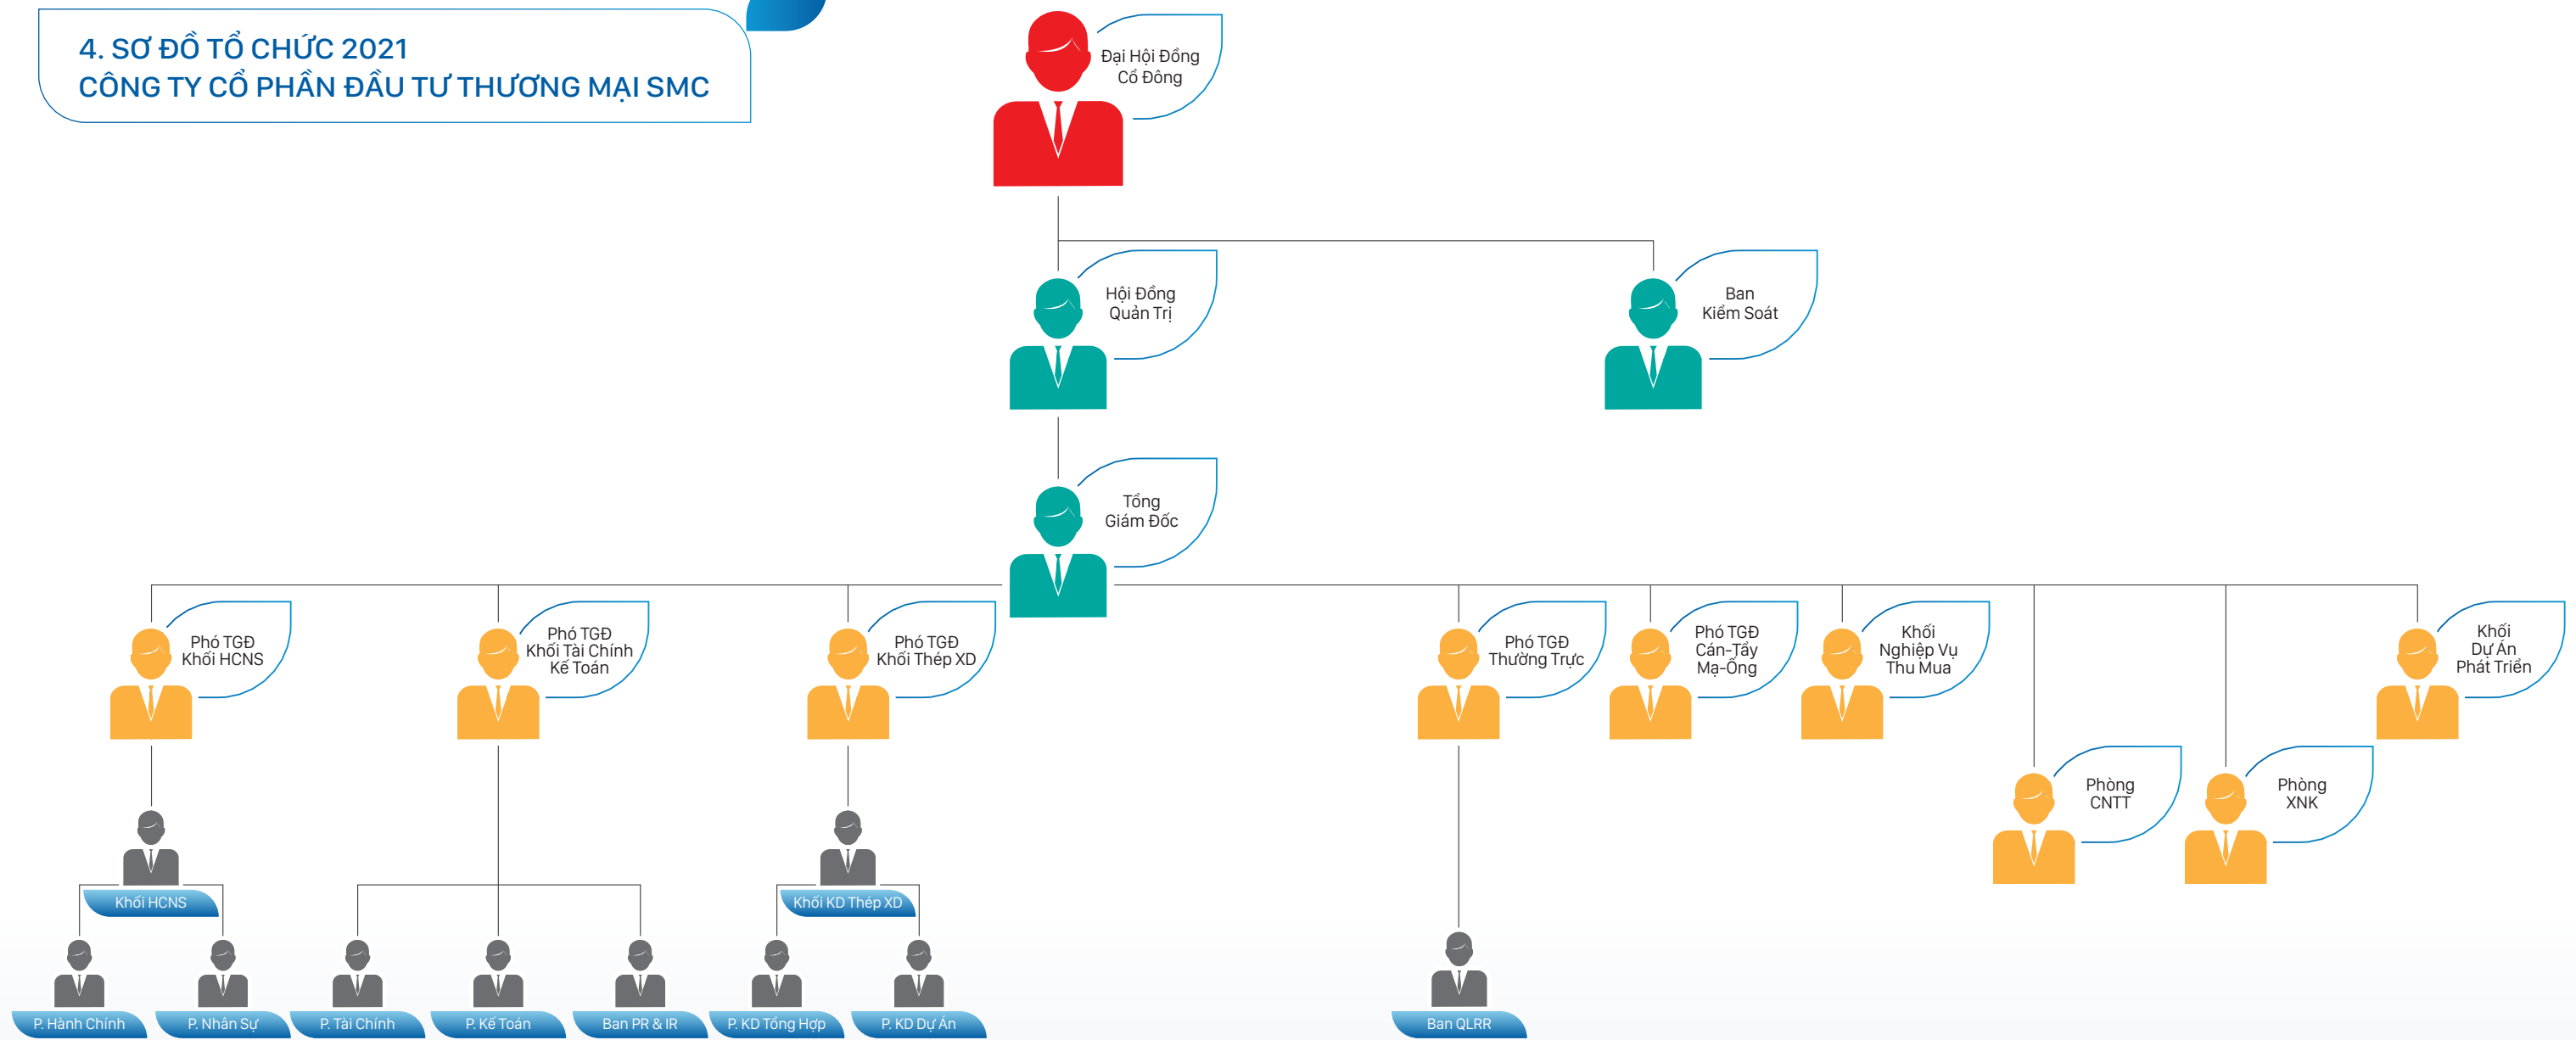 4. SƠ ĐỒ TỔ CHỨC 2021
CÔNG TY CỔ PHẦN ĐẦU TƯ THƯƠNG MẠI SMC
Đại Hội Đồng
Cổ Đông
Hội Đồng
Quản Trị
Ban
Kiểm Soát
Tổng
Giám Đốc
Phó TGĐ
Khối HCNS
Phó TGĐ
Khối Tài Chính
Kế Toán
Phó TGĐ
Khối Thép XD
Phó TGĐ
Thường Trực
Phó TGĐ
Cán-Tẩy
Mạ-Ống
Khối
Nghiệp Vụ
Thu Mua
Khối
Dự Án
Phát Triển
Phòng
CNTT
Phòng
XNK
Khối HCNS
Khối KD Thép XD
P. Hành Chính
P. Nhân Sự
P. Tài Chính
P. Kế Toán
Ban PR & IR
P. KD Tổng Hợp
P. KD Dự Án
Ban QLRR